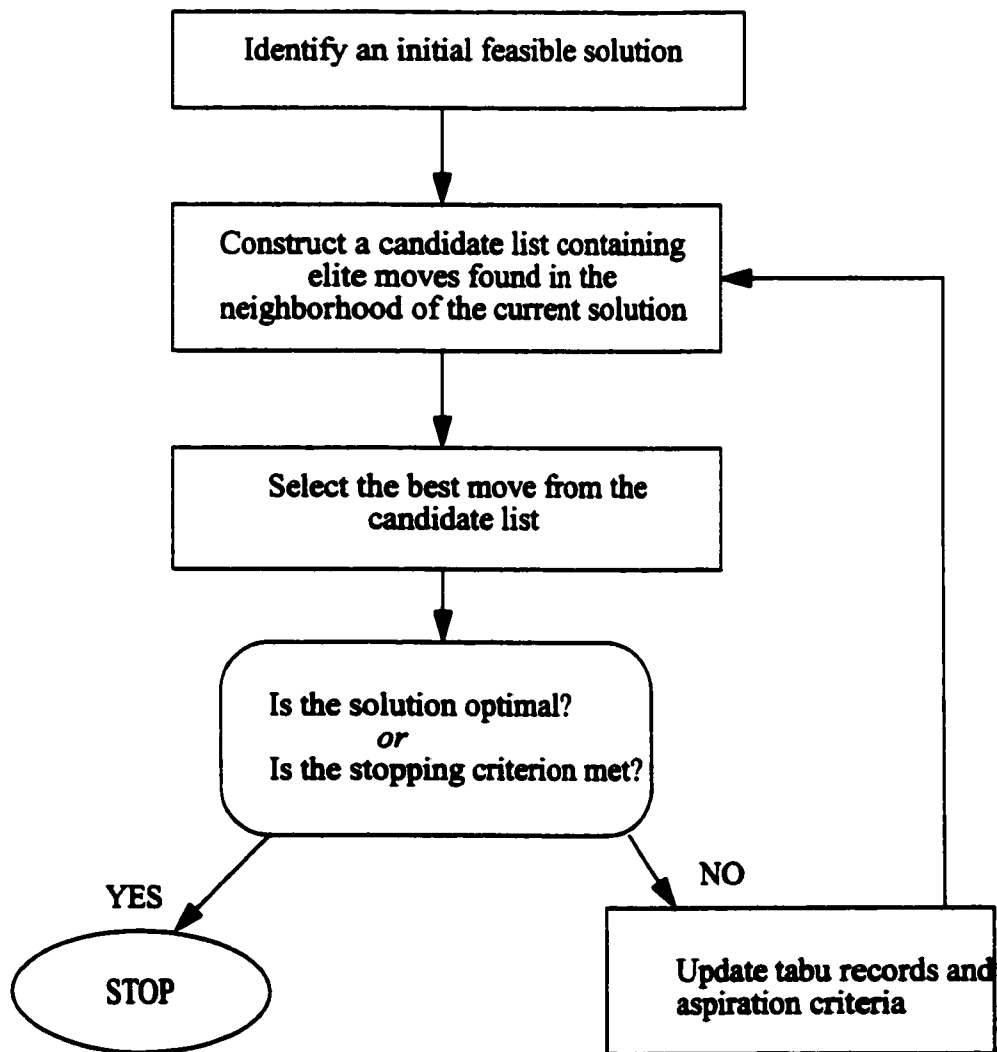 Identify an initial feasible solution
Construct a candidate list containing
elite moves found in the
neighborhood of the current solution
Select the best move from the
candidate list
Is the solution optimal?
or
Is the stopping criterion met?
YES
NO
STOP
Update tabu records and
aspiration criteria